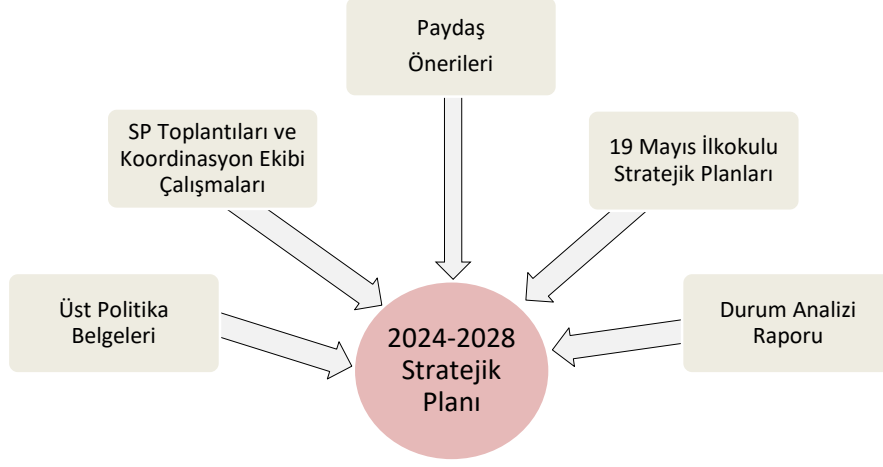 Paydaş
Önerileri
SP Toplantıları ve
Koordinasyon Ekibi
Çalışmaları
19 Mayıs İlkokulu
Stratejik Planları
Üst Politika
Belgeleri
Durum Analizi
Raporu
2024-2028
Stratejik
Planı